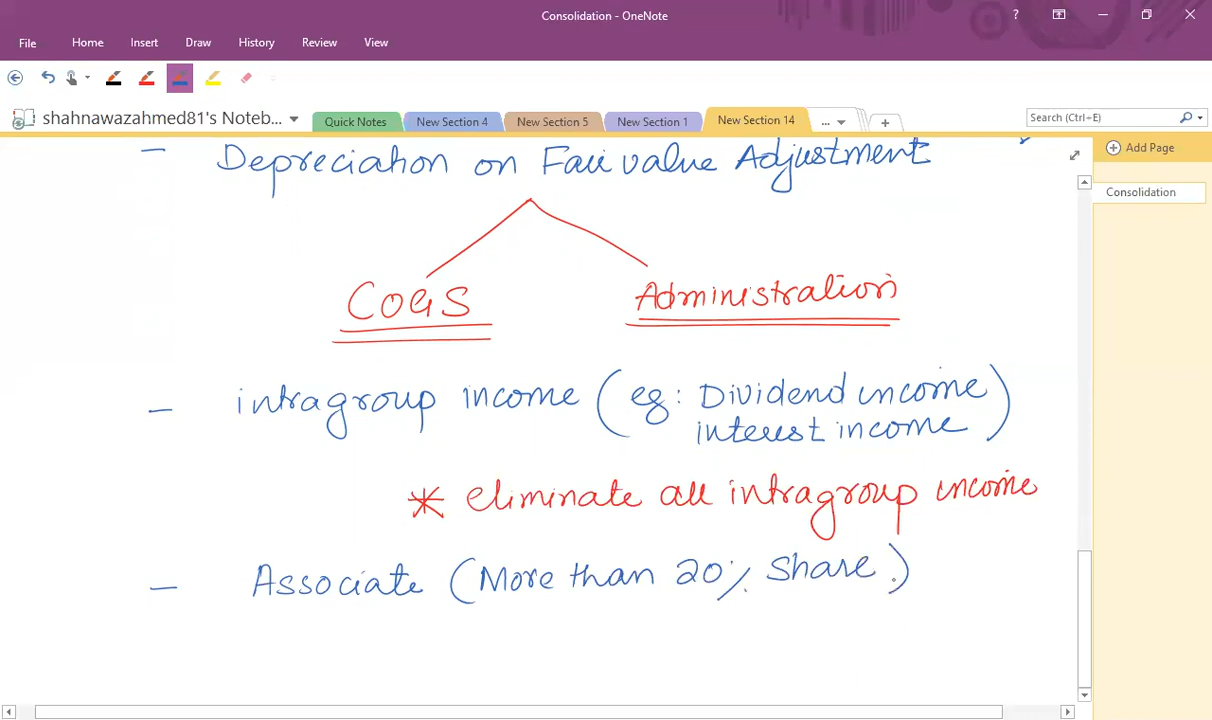 Consolidation - OneNote
?
File Home Insert Draw History Review View
shahnawazahmed81's Noteb... Quick Notes New Section 4 New Section 5 New Section 1 New Section 14 ... Search (Ctrl+E)
Add Page
Consolidation
- Depreciation on Fair value Adjustment
COGS Administration
- intragroup income (eg: Dividend income
interest income)
* eliminate all intragroup income
- Associate (More than 20% Share.)